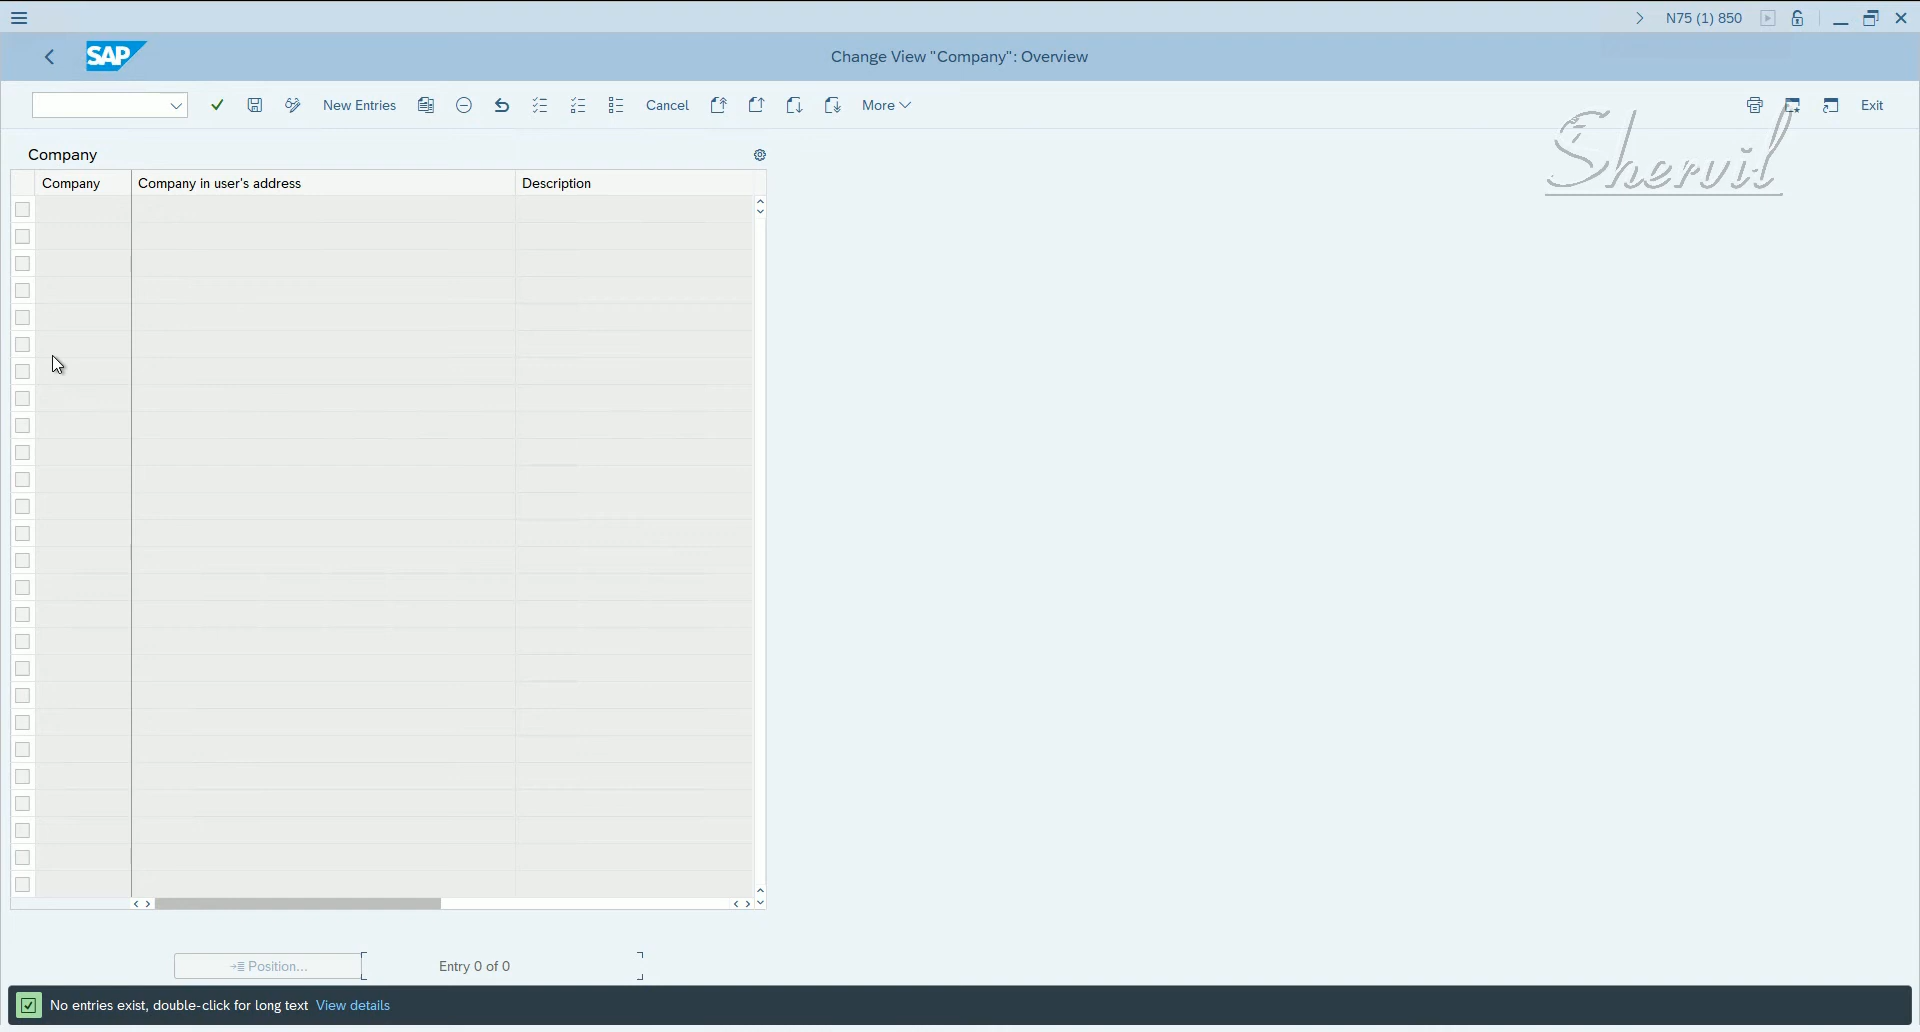 N75 (1) 850
SAP
Change View "Company": Overview
New Entries
Cancel
More
Exit
Shervil
Company
Company
Company in user's address
Description
Position...
Entry 0 of 0
No entries exist, double-click for long text View details